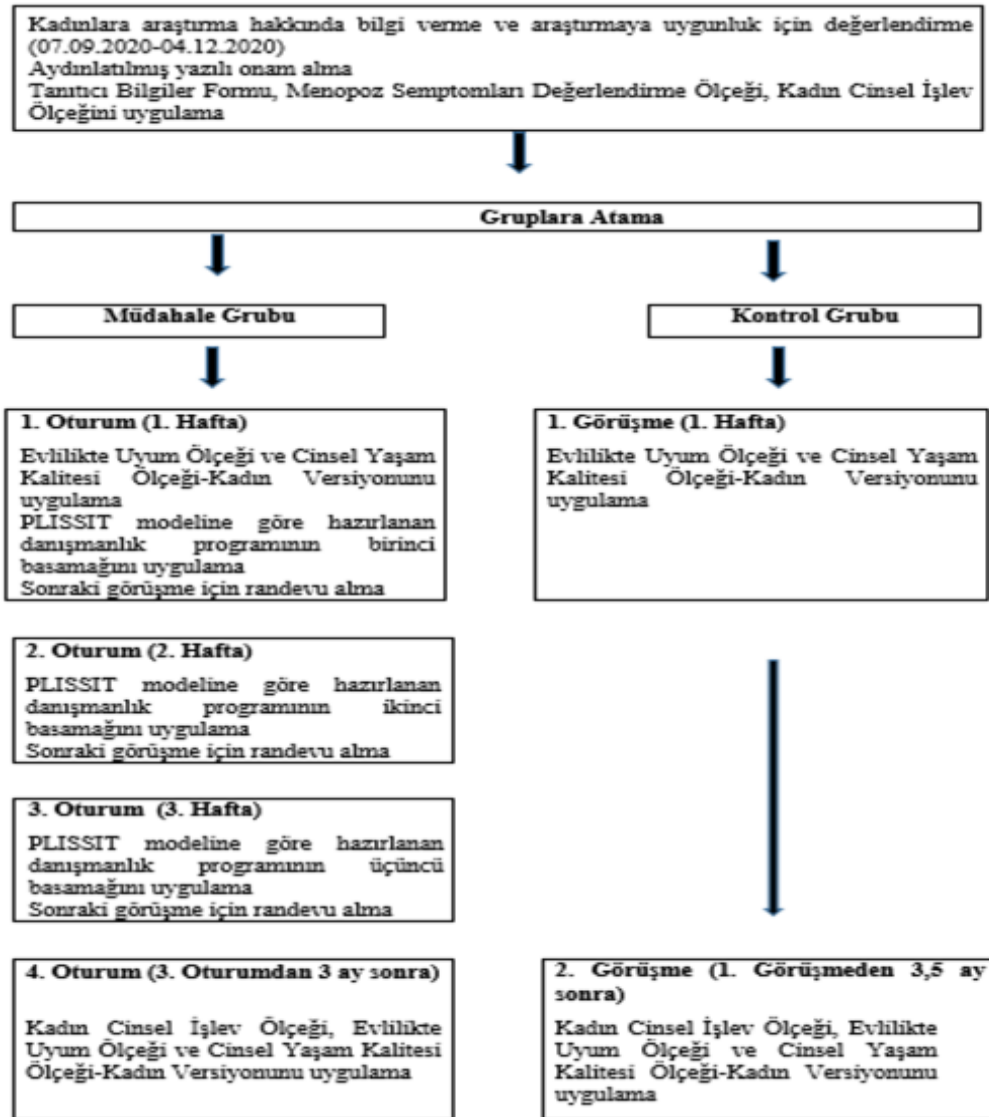 Kadınlara araştırma hakkında bilgi verme ve araştırmaya uygunluk için değerlendirme
(07.09.2020-04.12.2020)
Aydınlatılmış yazılı onam alma
Tanıtıcı Bilgiler Formu, Menopoz Semptomları Değerlendirme Ölçeği, Kadın Cinsel İşlev
Ölçeğini uygulama
Gruplara Atama
Müdahale Grubu
Kontrol Grubu
1. Oturum (1. Hafta)
Evlilikte Uyum Ölçeği ve Cinsel Yaşam
Kalitesi Ölçeği-Kadın Versiyonunu
uygulama
PLISSIT modeline göre hazırlanan
danışmanlık programının birinci
basamağını uygulama
Sonraki görüşme için randevu alma
1. Görüşme (1. Hafta)
Evlilikte Uyum Ölçeği ve Cinsel Yaşam
Kalitesi Ölçeği-Kadın Versiyonunu
uygulama
2. Oturum (2. Hafta)
PLISSIT modeline göre hazırlanan
danışmanlık programının ikinci
basamağını uygulama
Sonraki görüşme için randevu alma
3. Oturum (3. Hafta)
PLISSIT modeline göre hazırlanan
danışmanlık programının üçüncü
basamağını uygulama
Sonraki görüşme için randevu alma
4. Oturum (3. Oturumdan 3 ay sonra)
Kadın Cinsel İşlev Ölçeği, Evlilikte
Uyum Ölçeği ve Cinsel Yaşam Kalitesi
Ölçeği-Kadın Versiyonunu uygulama
2. Görüşme (1. Görüşmeden 3,5 ay
sonra)
Kadın Cinsel İşlev Ölçeği, Evlilikte
Uyum Ölçeği ve Cinsel Yaşam
Kalitesi Ölçeği-Kadın Versiyonunu
uygulama